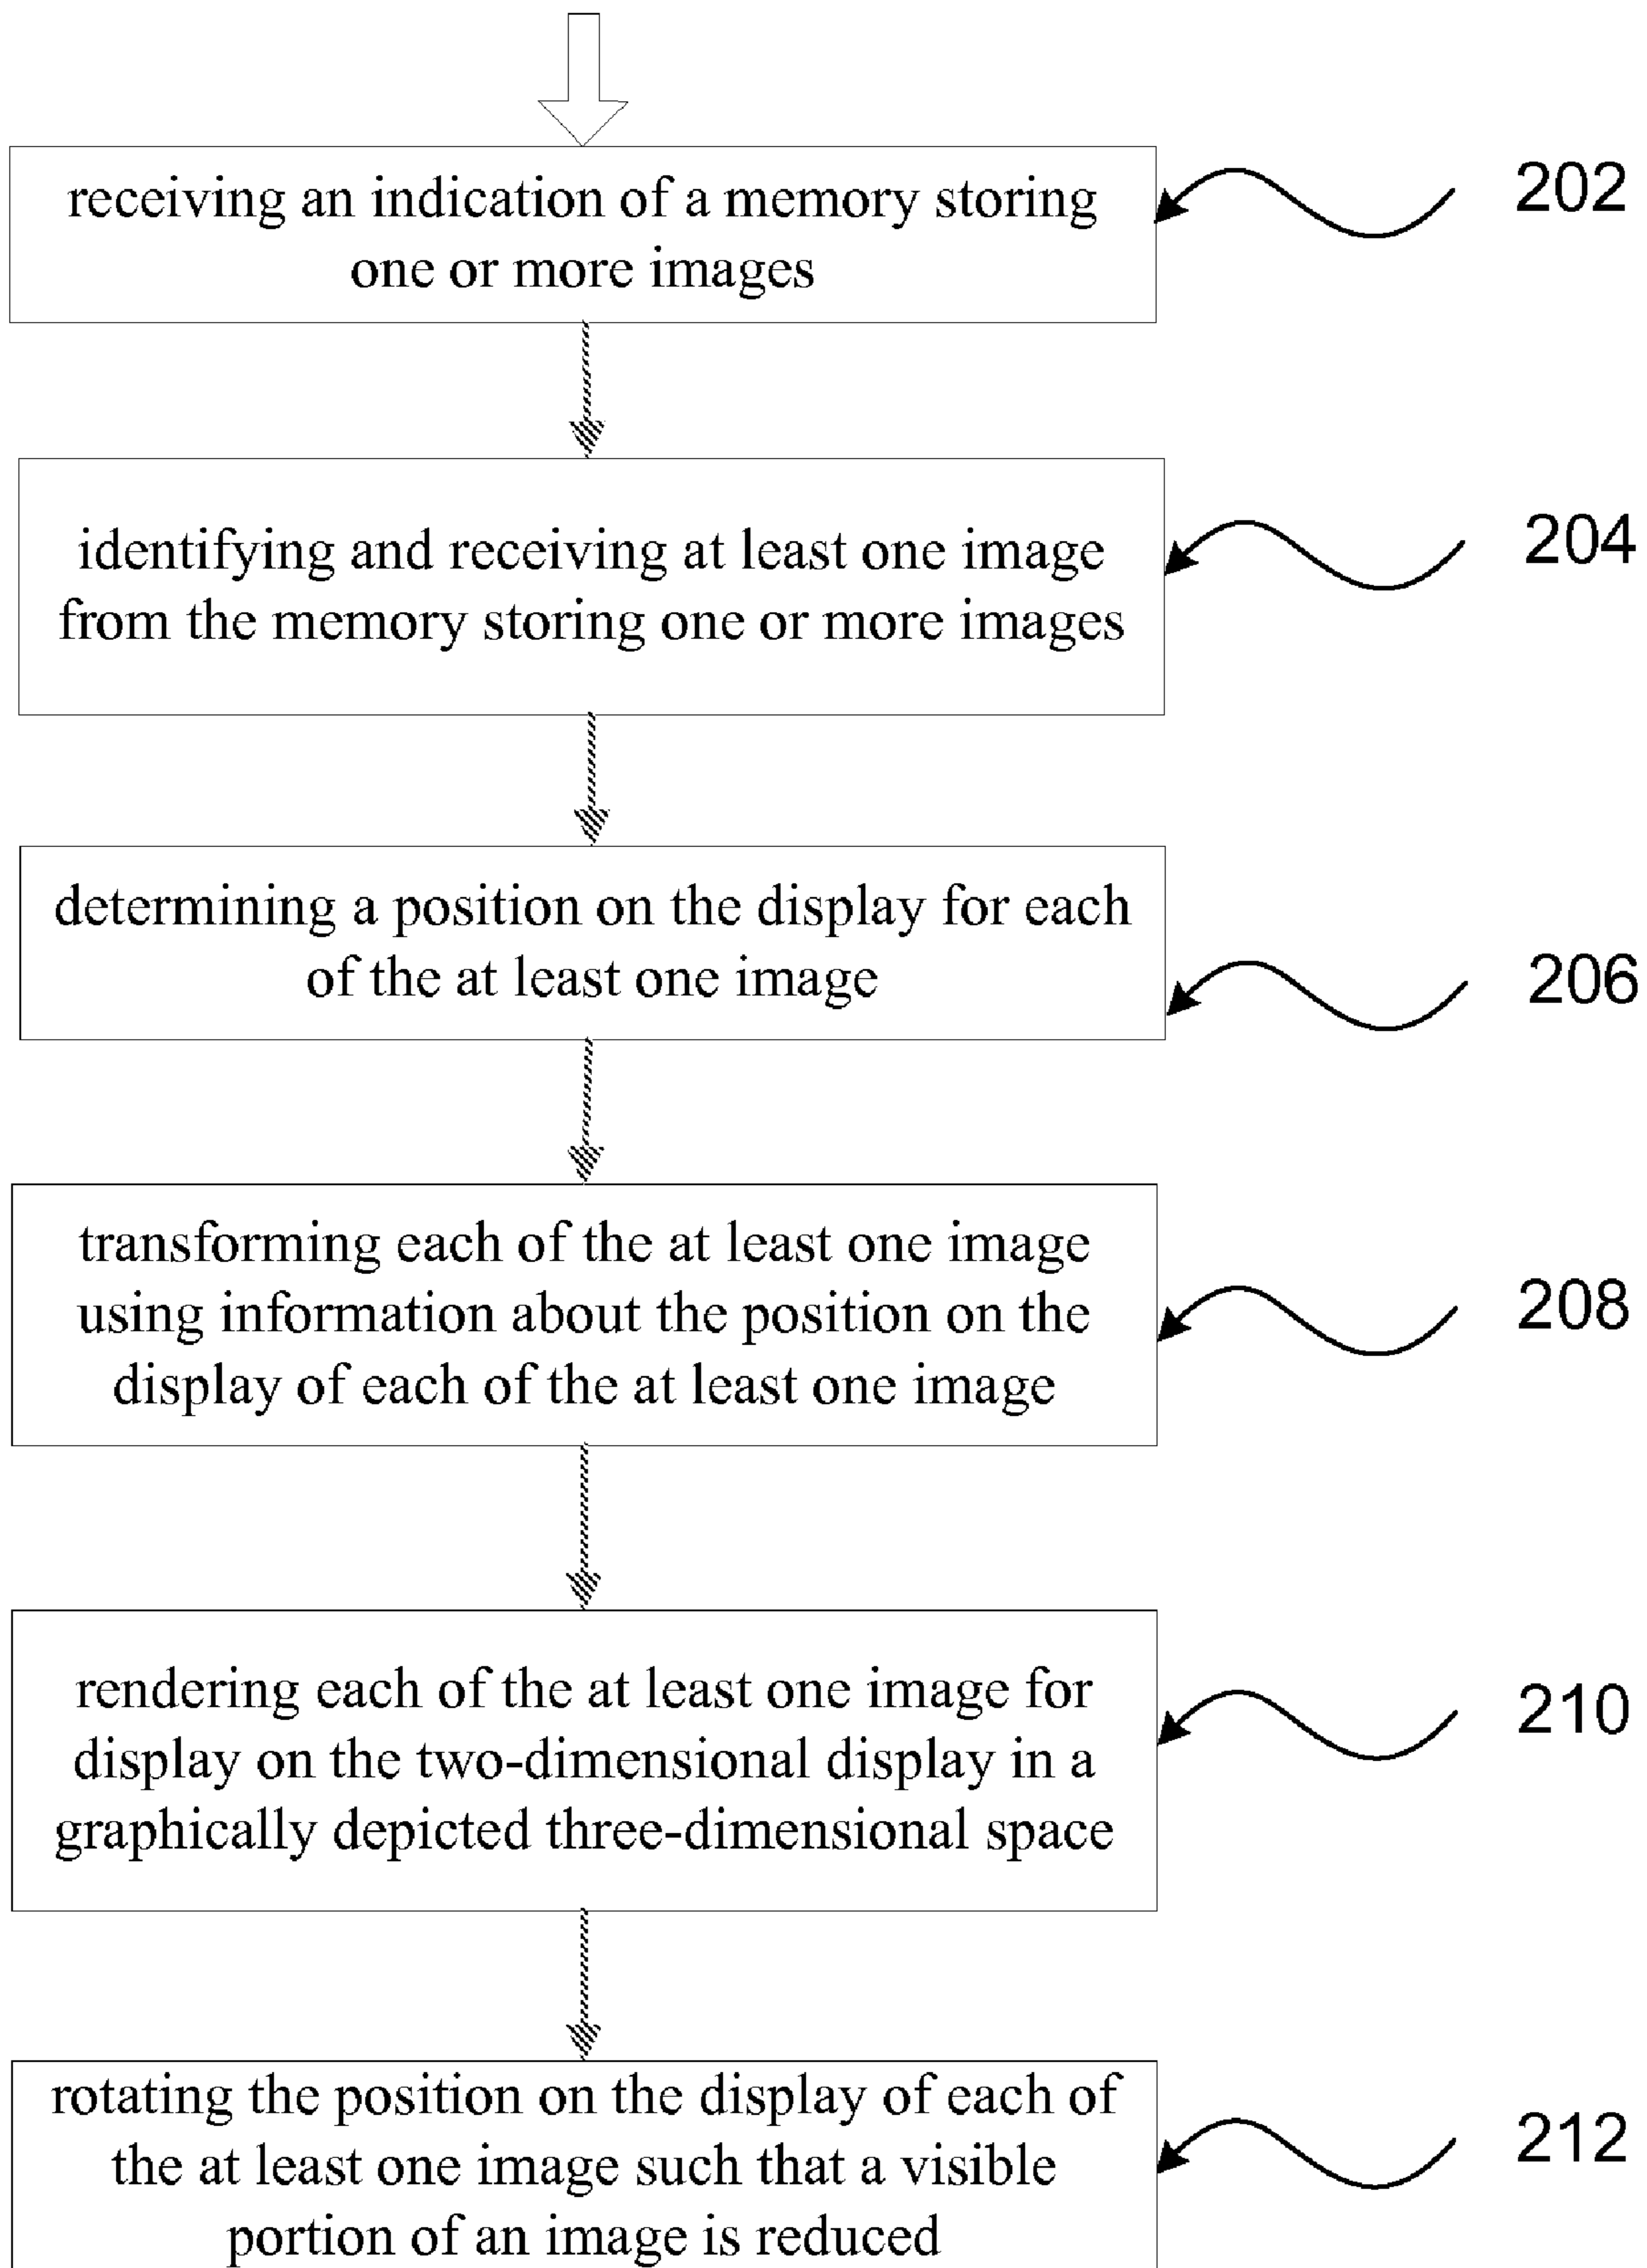 receiving an indication of a memory storing
one or more images
202
identifying and receiving at least one image
from the memory storing one or more images
204
determining a position on the display for each
of the at least one image
206
transforming each of the at least one image
using information about the position on the
display of each of the at least one image
208
rendering each of the at least one image for
display on the two-dimensional display in a
graphically depicted three-dimensional space
210
rotating the position on the display of each of
the at least one image such that a visible
portion of an image is reduced
212